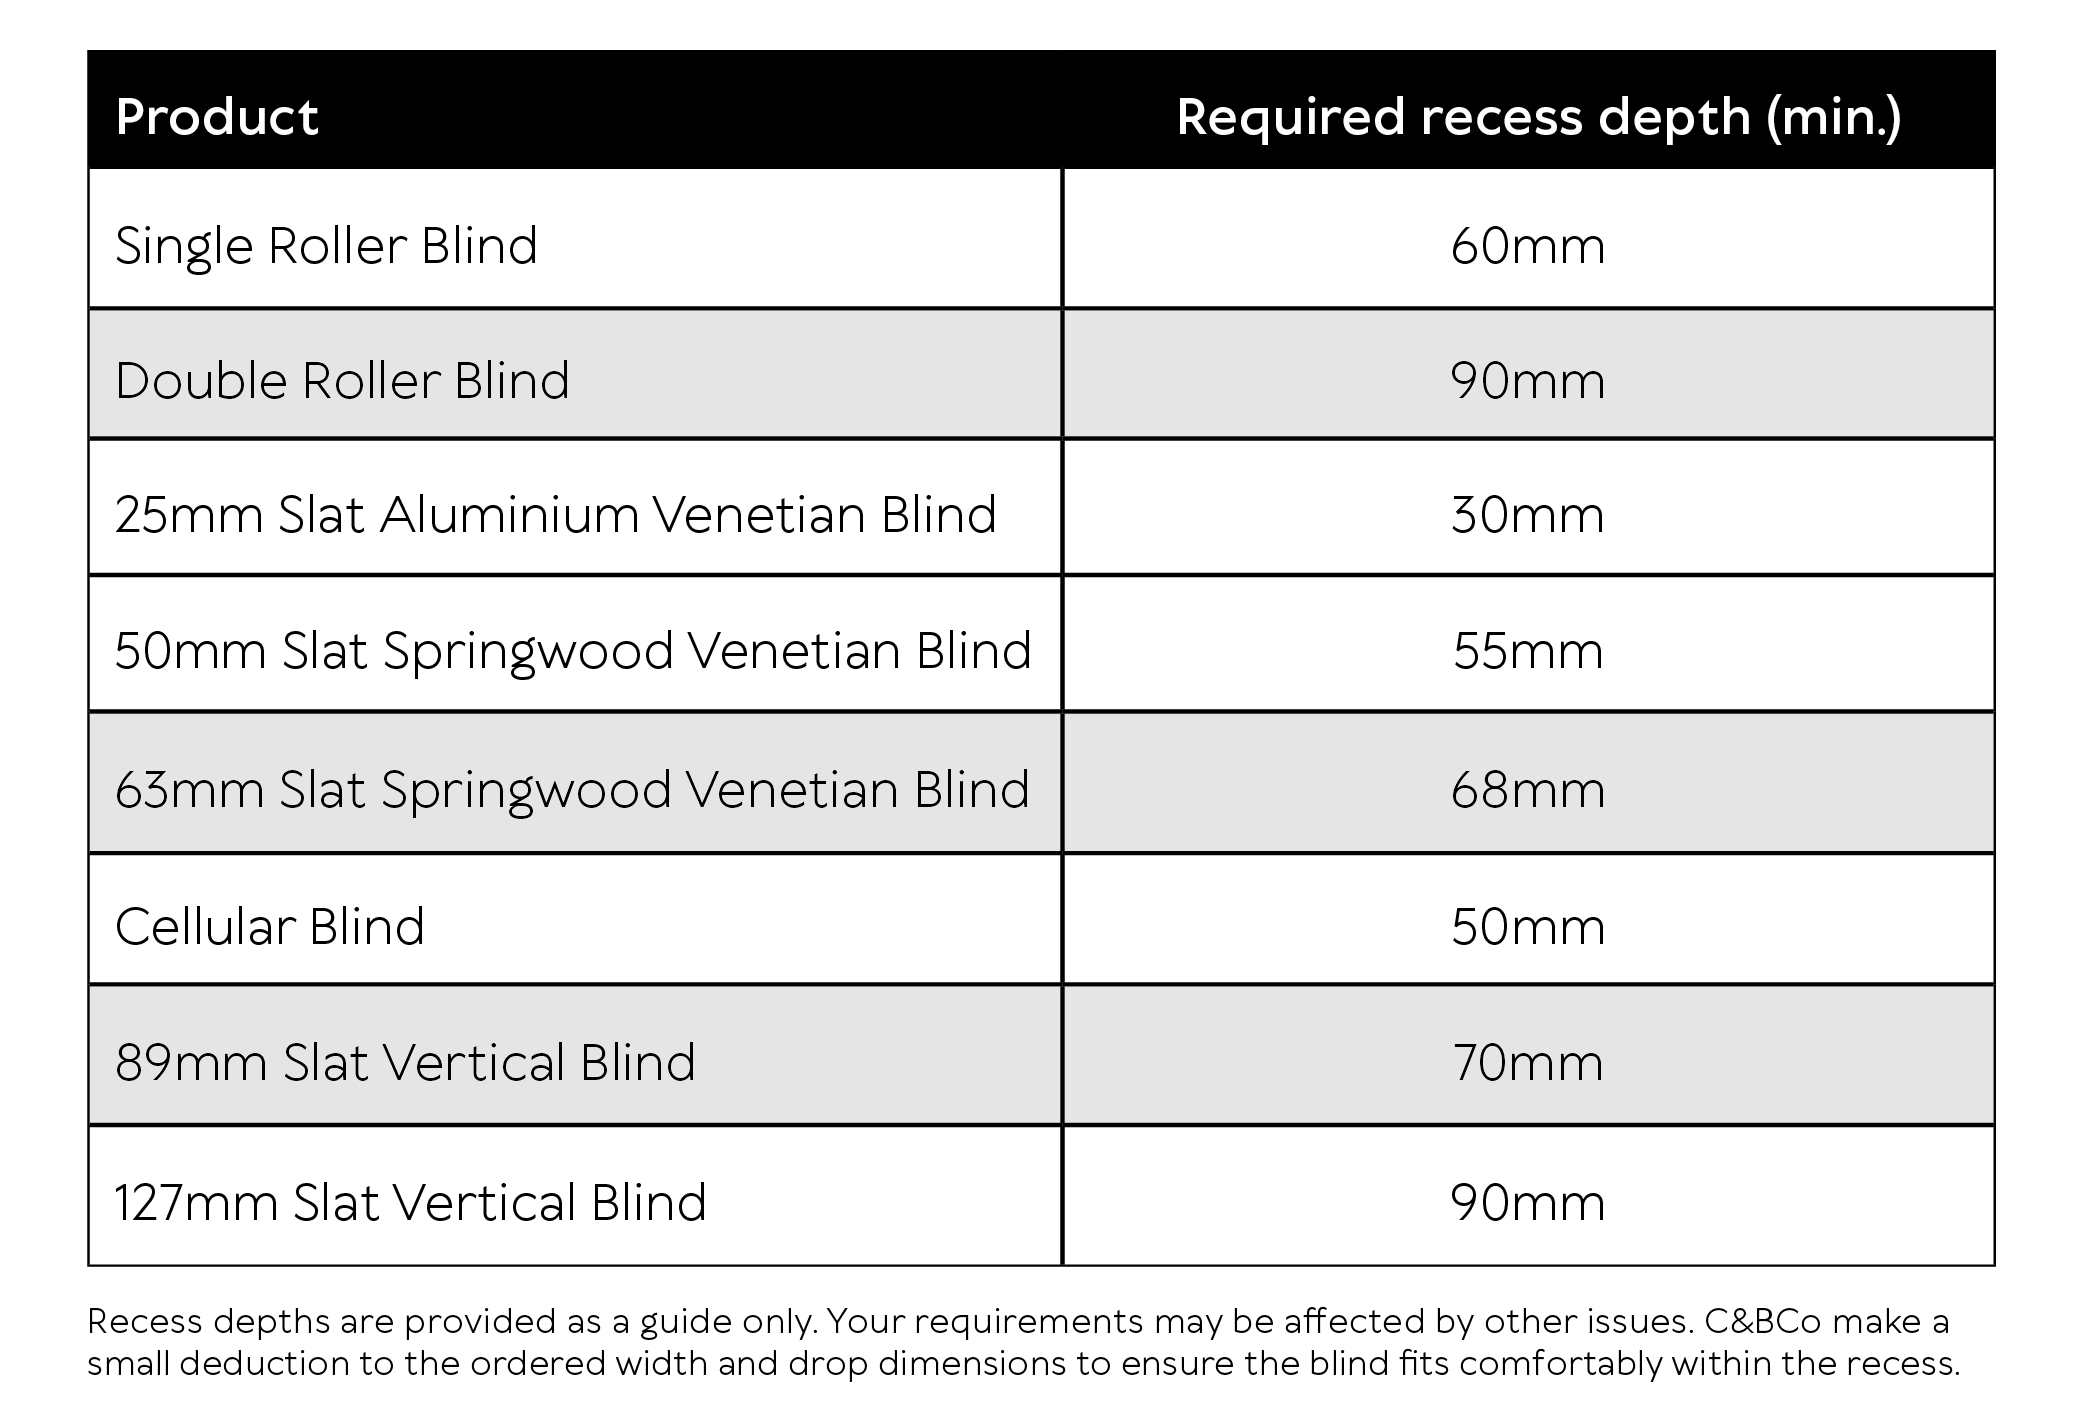 Product Required recess depth (min.)
Single Roller Blind 60mm
Double Roller Blind 90mm
25mm Slat Aluminium Venetian Blind 30mm
50mm Slat Springwood Venetian Blind 55mm
63mm Slat Springwood Venetian Blind 68mm
Cellular Blind 50mm
89mm Slat Vertical Blind 70mm
127mm Slat Vertical Blind 90mm
Recess depths are provided as a guide only. Your requirements may be affected by other issues. C&BCo make a
small deduction to the ordered width and drop dimensions to ensure the blind fits comfortably within the recess.